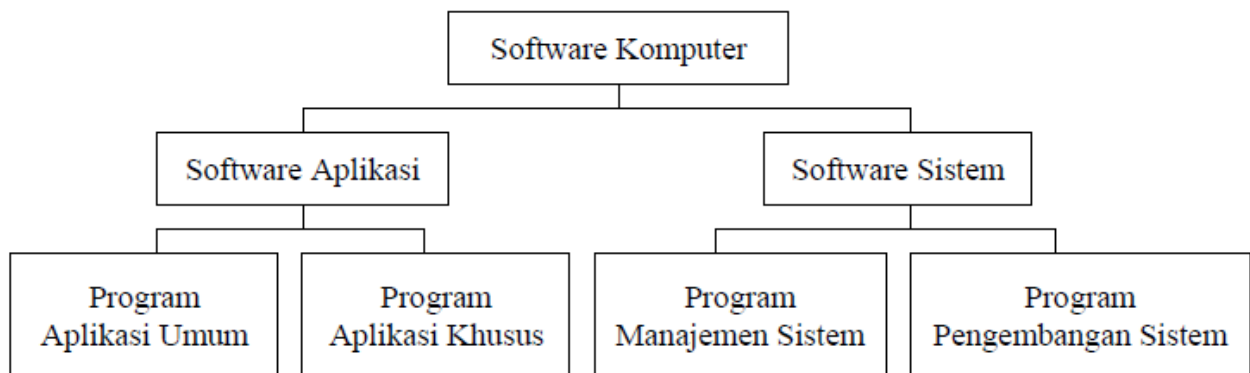 Software Komputer
Software Aplikasi
Software Sistem
Program
Aplikasi Umum
Program
Aplikasi Khusus
Program
Manajemen Sistem
Program
Pengembangan Sistem